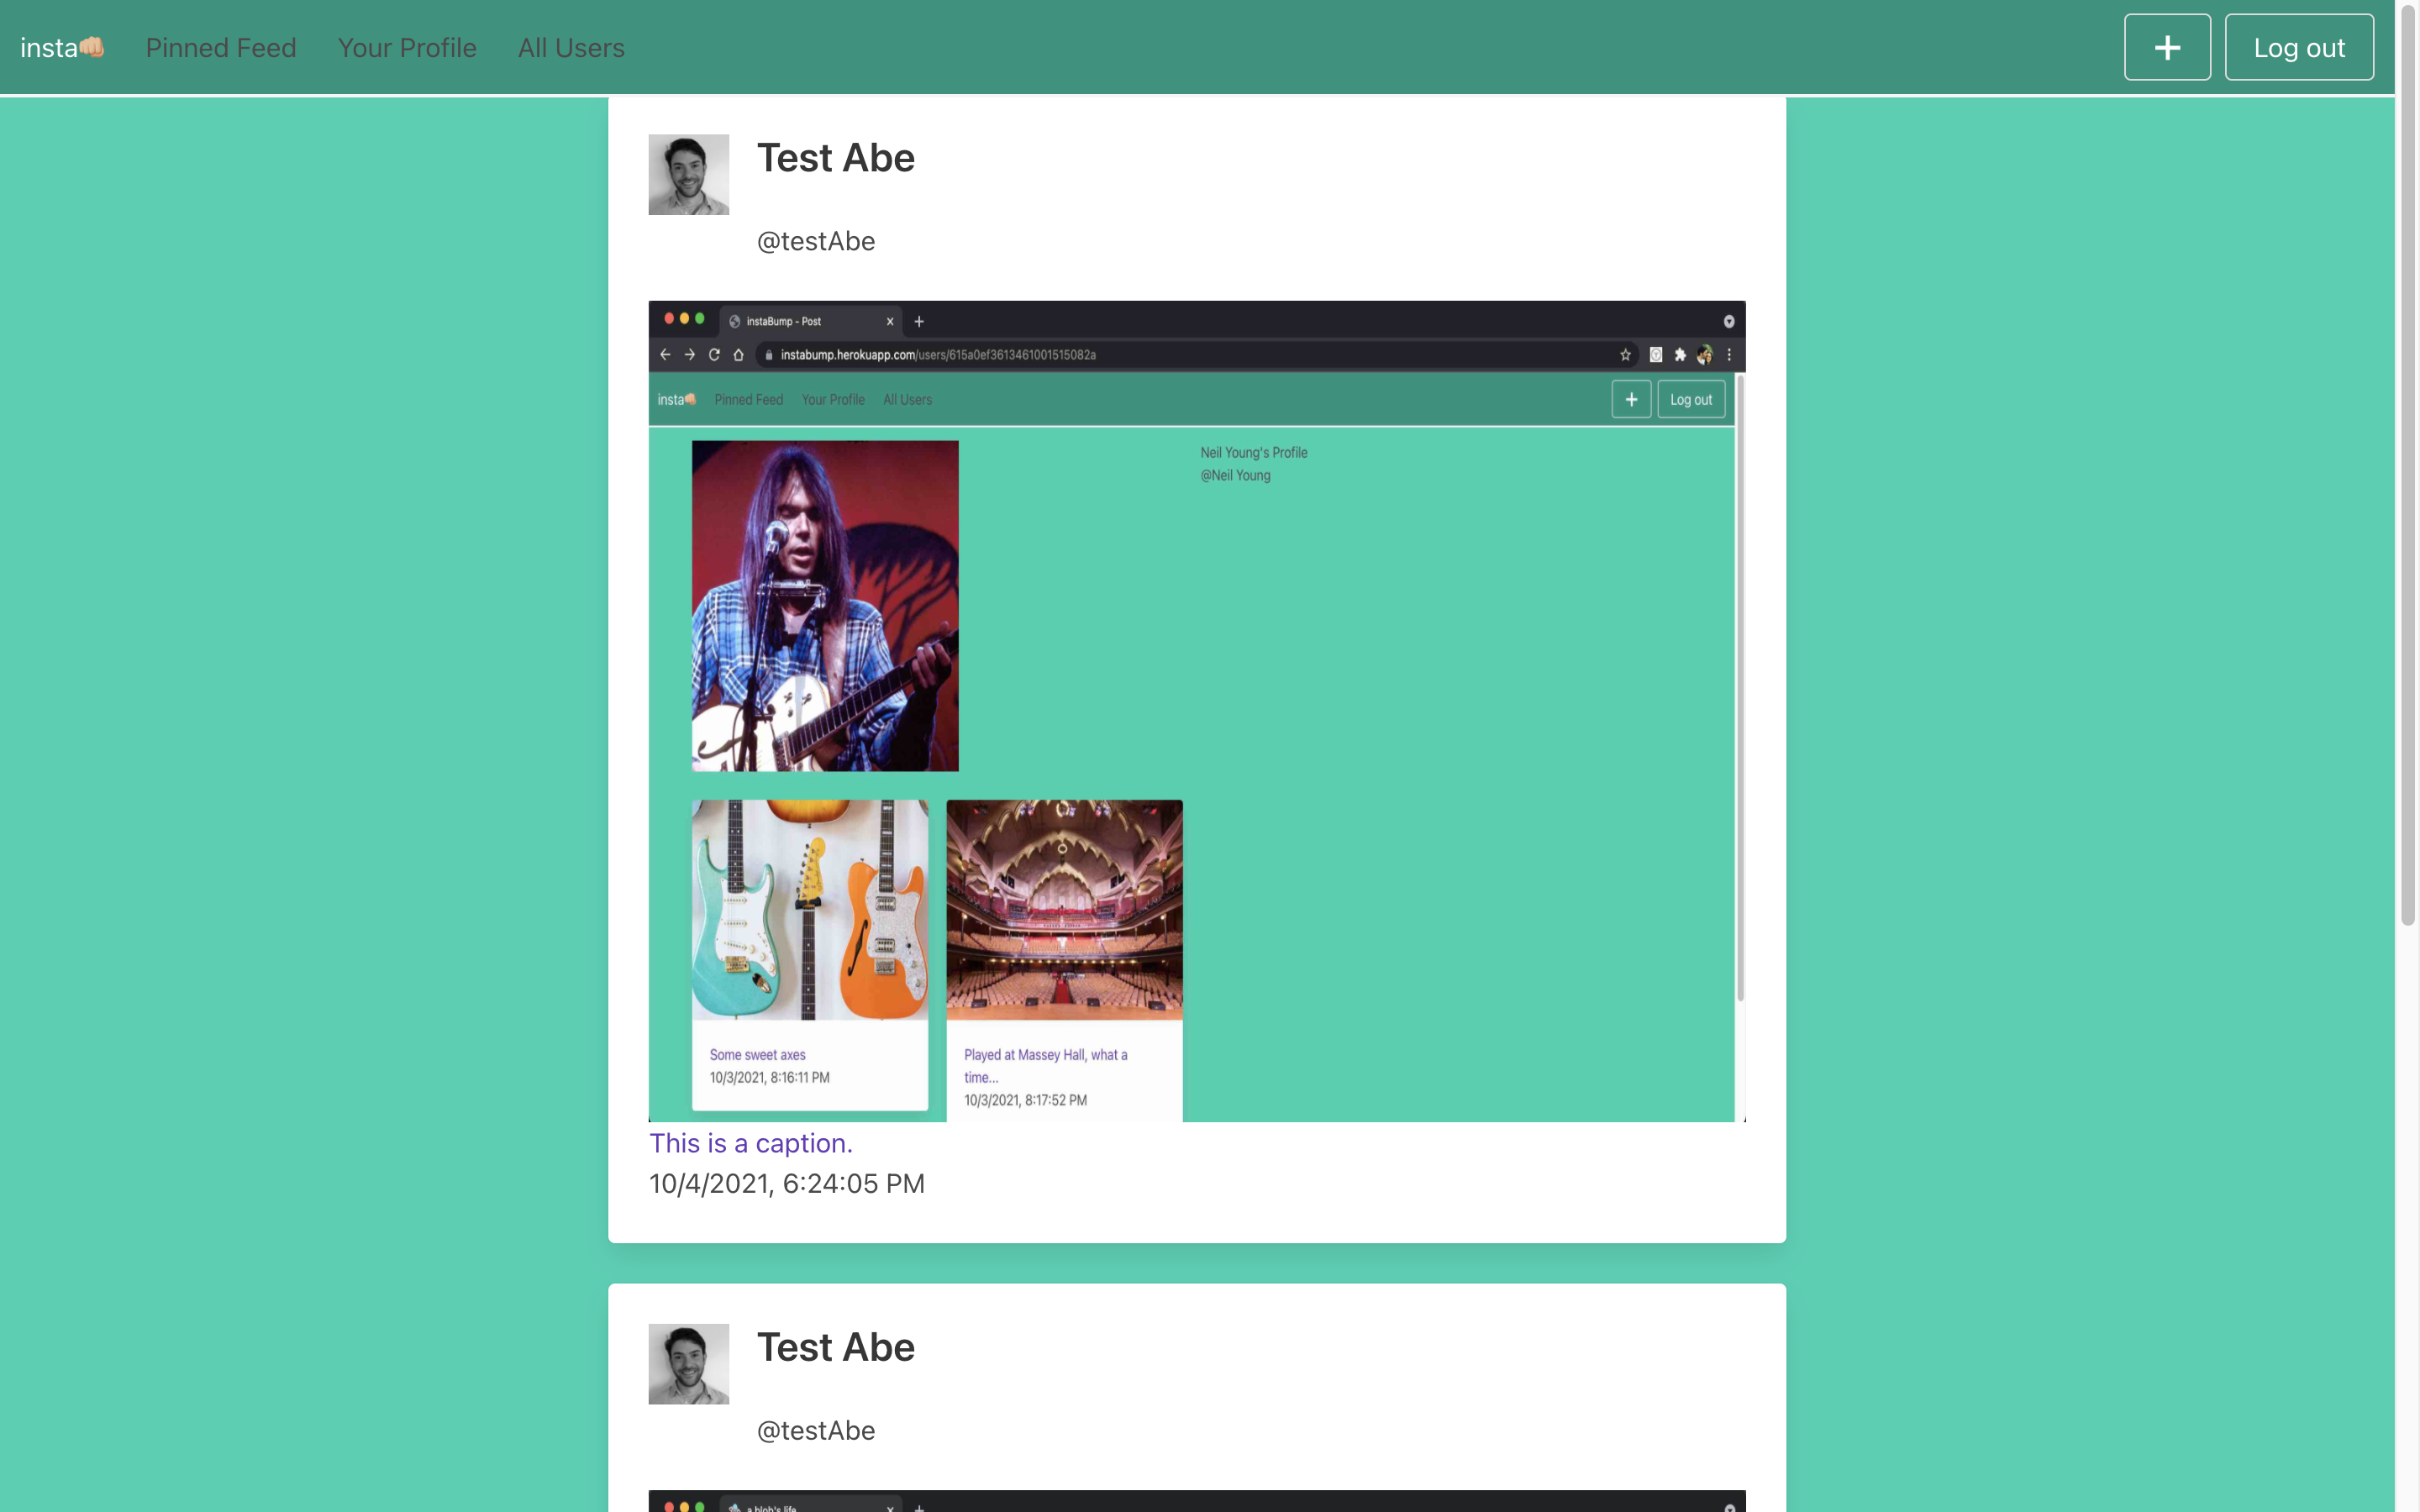 insta👊🏼 Pinned Feed Your Profile All Users + Log out
Test Abe
@testAbe
instaBump - Post
instabump.herokuapp.com/users/615a0ef3613461001515082a
insta👊🏼 Pinned Feed Your Profile All Users + Log out
Neil Young's Profile
@Neil Young
Some sweet axes
10/3/2021, 8:16:11 PM
Played at Massey Hall, what a
time...
10/3/2021, 8:17:52 PM
This is a caption.
10/4/2021, 6:24:05 PM
Test Abe
@testAbe
a blob's life